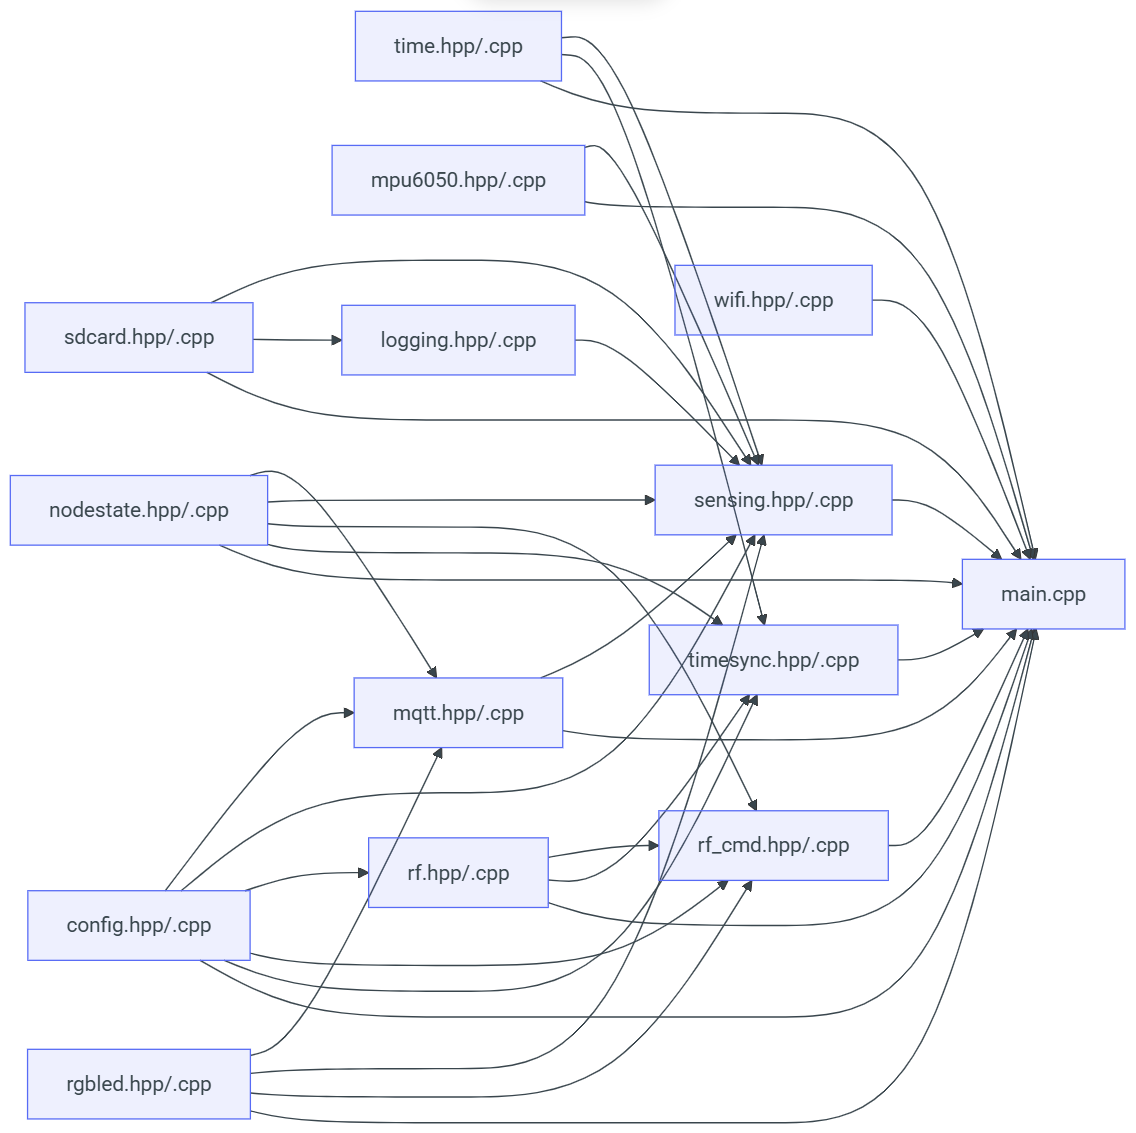 time.hpp/.cpp
mpu6050.hpp/.cpp
wifi.hpp/.cpp
sdcard.hpp/.cpp
logging.hpp/.cpp
nodestate.hpp/.cpp
sensing.hpp/.cpp
main.cpp
timesync.hpp/.cpp
mqtt.hpp/.cpp
rf.hpp/.cpp
rf_cmd.hpp/.cpp
config.hpp/.cpp
rgbled.hpp/.cpp